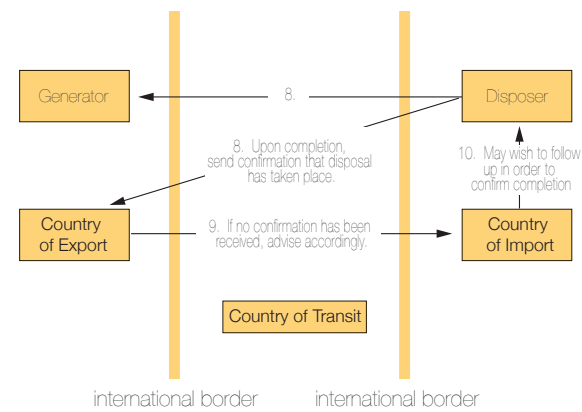 Generator
8.
Disposer
8. Upon completion,
send confirmation that disposal
has taken place.
10. May wish to follow
up in order to
confirm completion
Country
of Export
9. If no confirmation has been
received, advise accordingly.
Country
of Import
Country of Transit
international border
international border